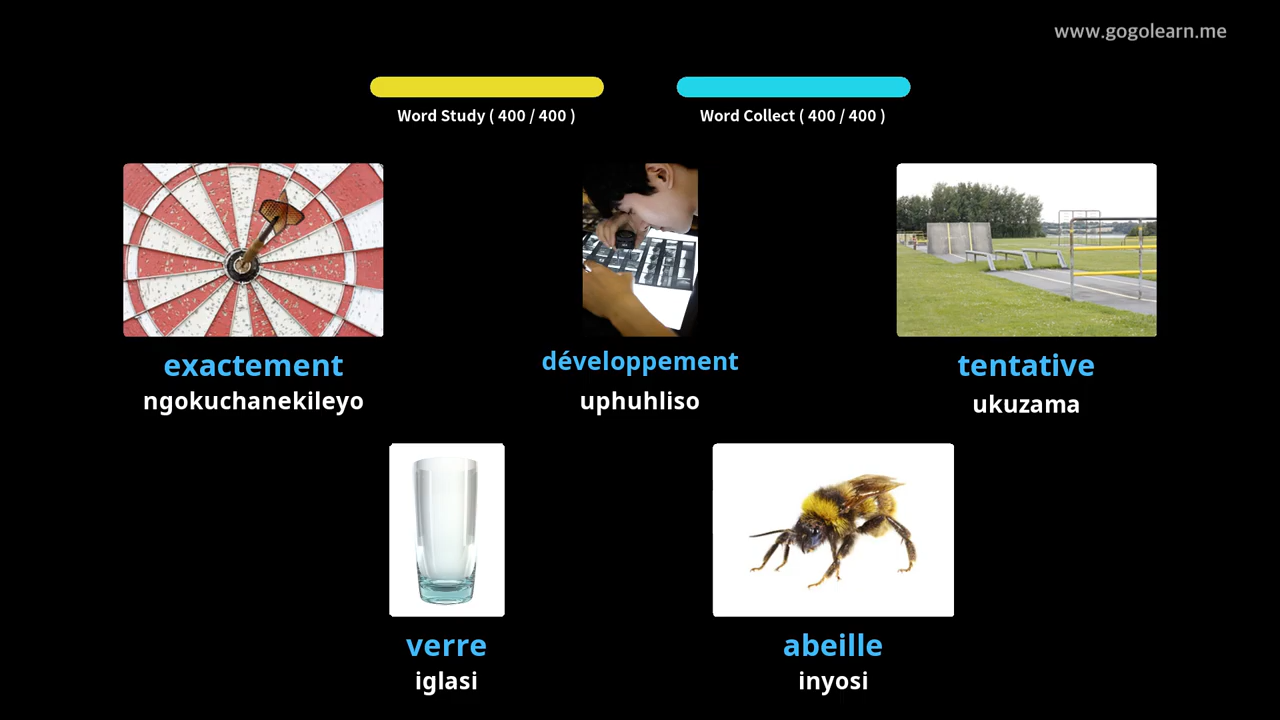 www.gogolearn.me
Word Study ( 400 / 400 )
Word Collect ( 400 / 400 )
exactement
ngokuchanekileyo
développement
uphuhliso
tentative
ukuzama
verre
iglasi
abeille
inyosi